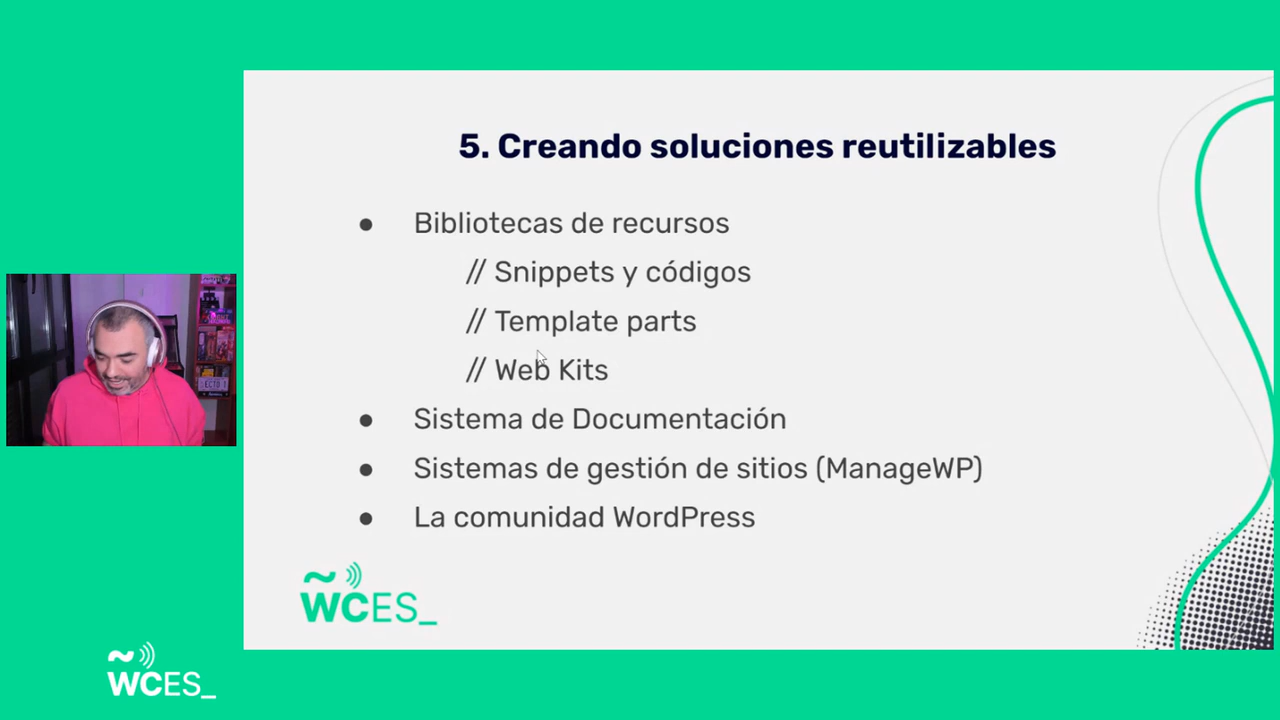 5. Creando soluciones reutilizables
● Bibliotecas de recursos
// Snippets y códigos
// Template parts
// Web Kits
● Sistema de Documentación
● Sistemas de gestión de sitios (ManageWP)
● La comunidad WordPress
WCES_
WCES_